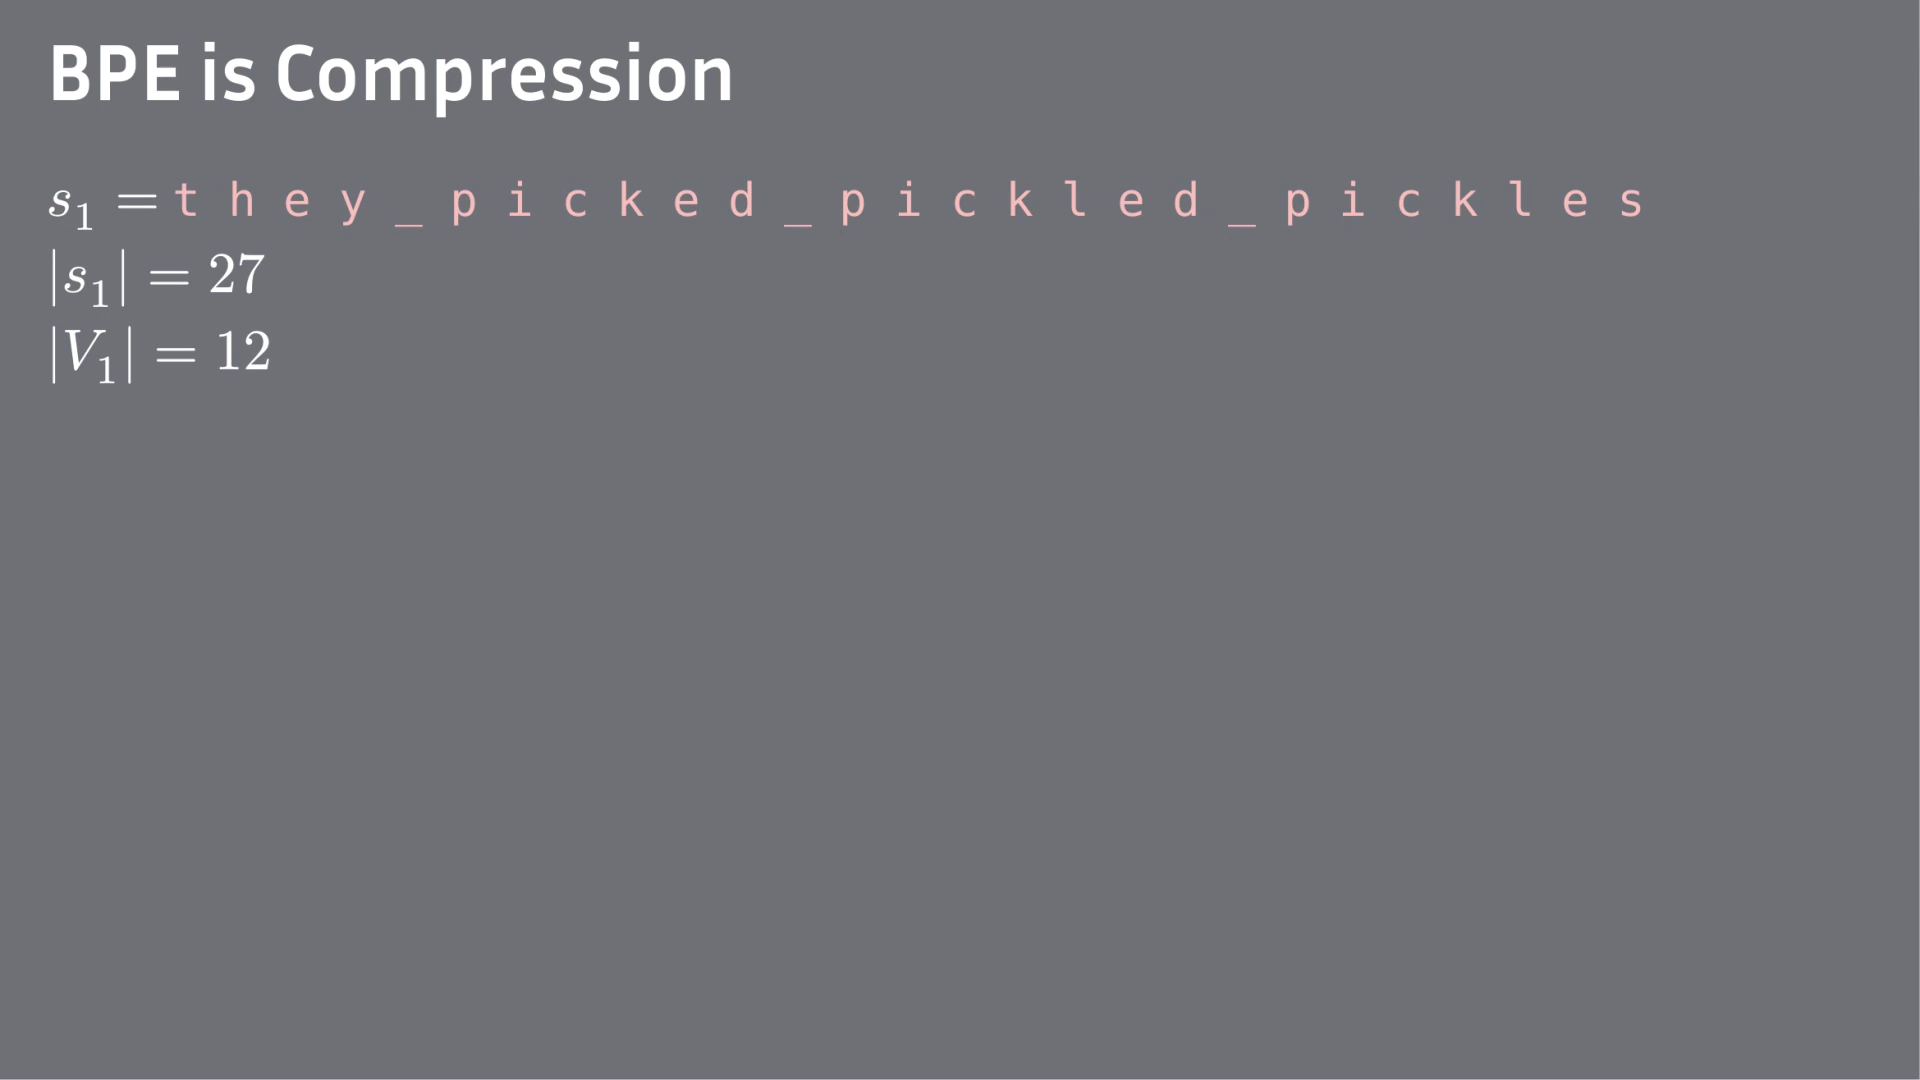 BPE is Compression
s₁ = t h e y _ p i c k e d _ p i c k l e d _ p i c k l e s
|s₁| = 27
|V₁| = 12